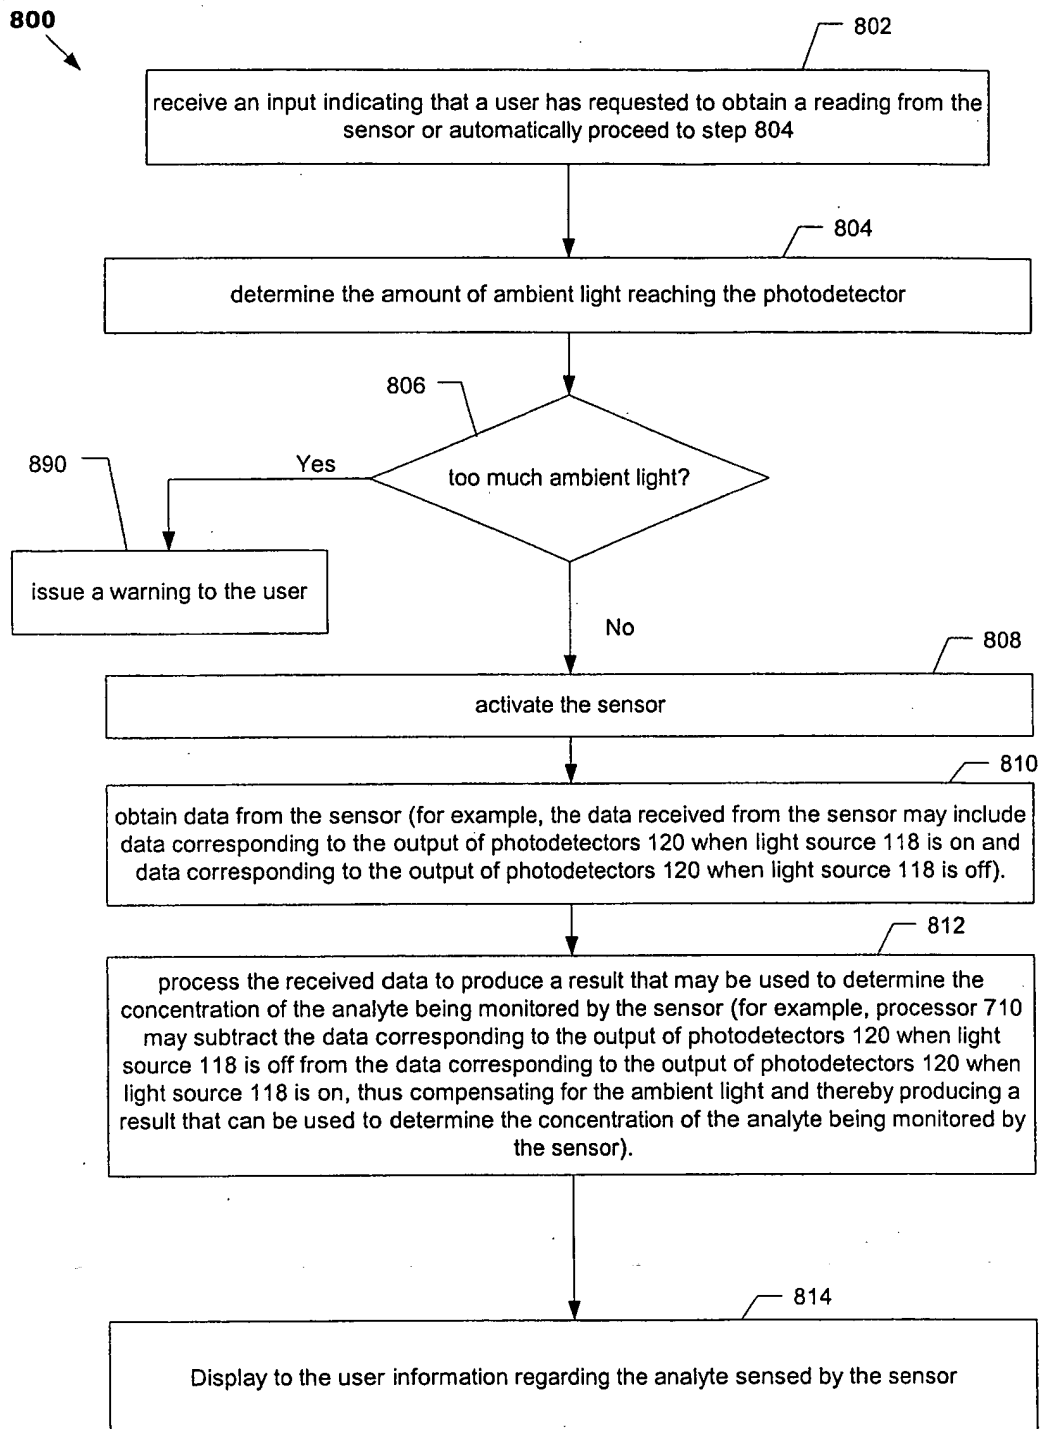 800
802
receive an input indicating that a user has requested to obtain a reading from the
sensor or automatically proceed to step 804
804
determine the amount of ambient light reaching the photodetector
806
too much ambient light?
Yes
890
issue a warning to the user
No
808
activate the sensor
810
obtain data from the sensor (for example, the data received from the sensor may include
data corresponding to the output of photodetectors 120 when light source 118 is on and
data corresponding to the output of photodetectors 120 when light source 118 is off).
812
process the received data to produce a result that may be used to determine the
concentration of the analyte being monitored by the sensor (for example, processor 710
may subtract the data corresponding to the output of photodetectors 120 when light
source 118 is off from the data corresponding to the output of photodetectors 120 when
light source 118 is on, thus compensating for the ambient light and thereby producing a
result that can be used to determine the concentration of the analyte being monitored by
the sensor).
814
Display to the user information regarding the analyte sensed by the sensor